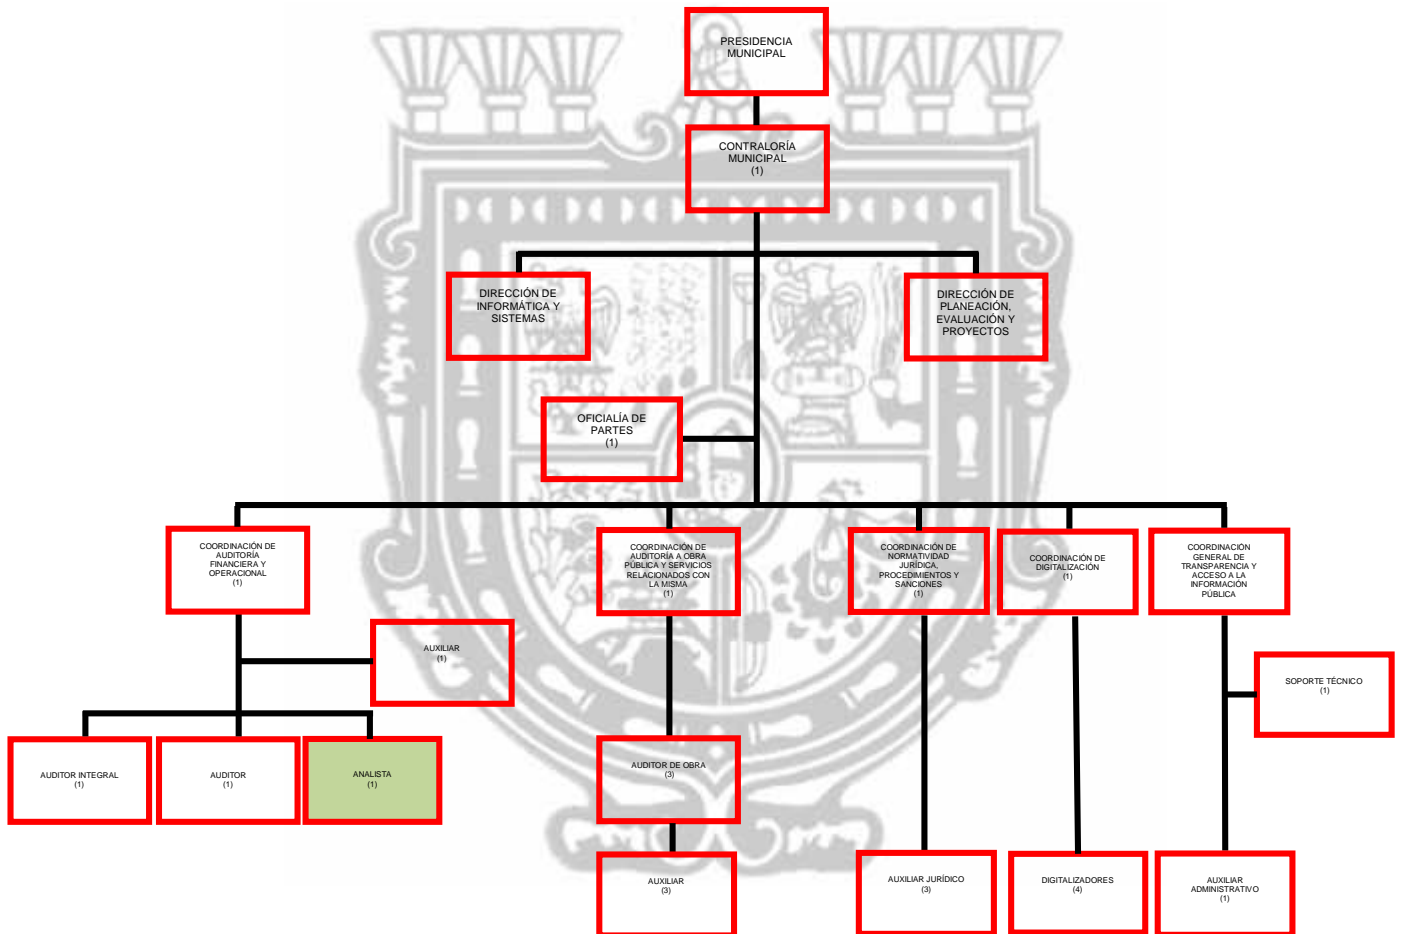 PRESIDENCIA
MUNICIPAL
CONTRALORÍA
MUNICIPAL
(1)
DIRECCIÓN DE
INFORMÁTICA Y
SISTEMAS
DIRECCIÓN DE
PLANEACIÓN,
EVALUACIÓN Y
PROYECTOS
OFICIALÍA DE
PARTES
(1)
COORDINACIÓN DE
AUDITORÍA
FINANCIERA Y
OPERACIONAL
(1)
COORDINACIÓN DE
AUDITORÍA A OBRA
PÚBLICA Y SERVICIOS
RELACIONADOS CON
LA MISMA
(1)
COORDINACIÓN DE
NORMATIVIDAD
JURÍDICA,
PROCEDIMIENTOS Y
SANCIONES
(1)
COORDINACIÓN DE
DIGITALIZACIÓN
(1)
COORDINACIÓN
GENERAL DE
TRANSPARENCIA Y
ACCESO A LA
INFORMACIÓN
PÚBLICA
AUXILIAR
(1)
SOPORTE TÉCNICO
(1)
AUDITOR INTEGRAL
(1)
AUDITOR
(1)
ANALISTA
(1)
AUDITOR DE OBRA
(3)
AUXILIAR
(3)
AUXILIAR JURÍDICO
(3)
DIGITALIZADORES
(4)
AUXILIAR
ADMINISTRATIVO
(1)